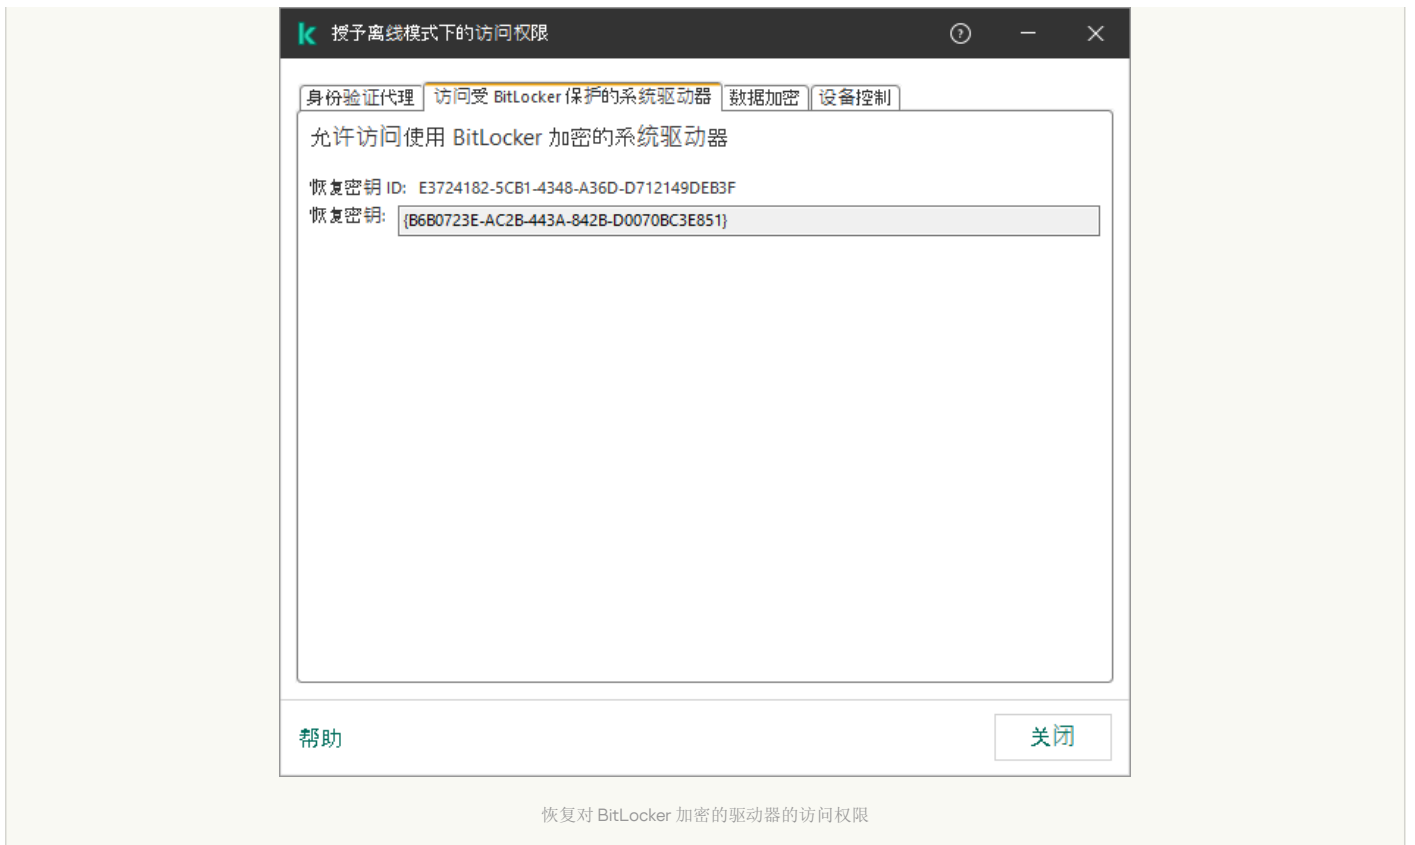 授予离线模式下的访问权限
身份验证代理 访问受 BitLocker 保护的系统驱动器 数据加密 设备控制
允许访问使用 BitLocker 加密的系统驱动器
恢复密钥 ID: E3724182-5CB1-4348-A36D-D712149DEB3F
恢复密钥: {B6B0723E-AC2B-443A-842B-D0070BC3E851}
帮助 关闭
恢复对 BitLocker 加密的驱动器的访问权限